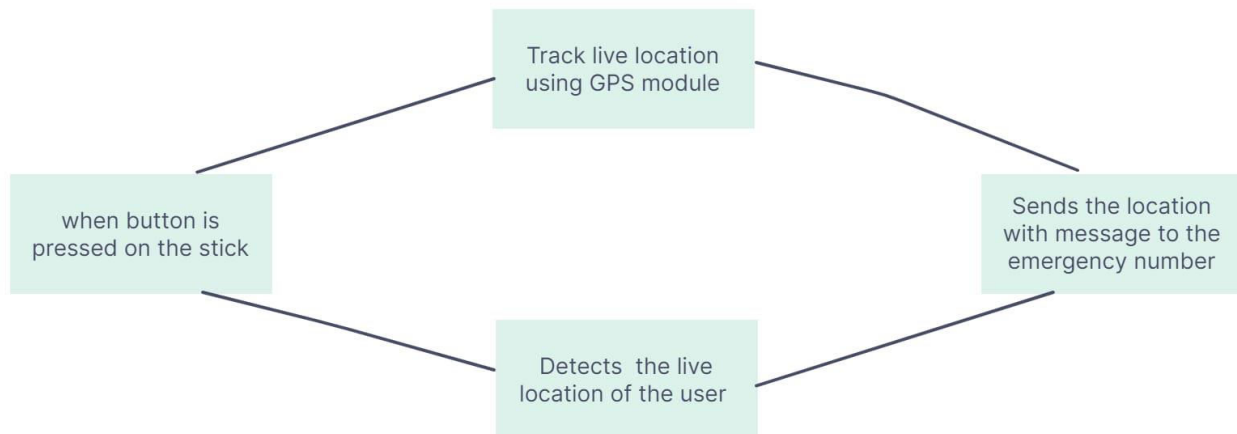 Track live location
using GPS module
when button is
pressed on the stick
Sends the location
with message to the
emergency number
Detects  the live
location of the user